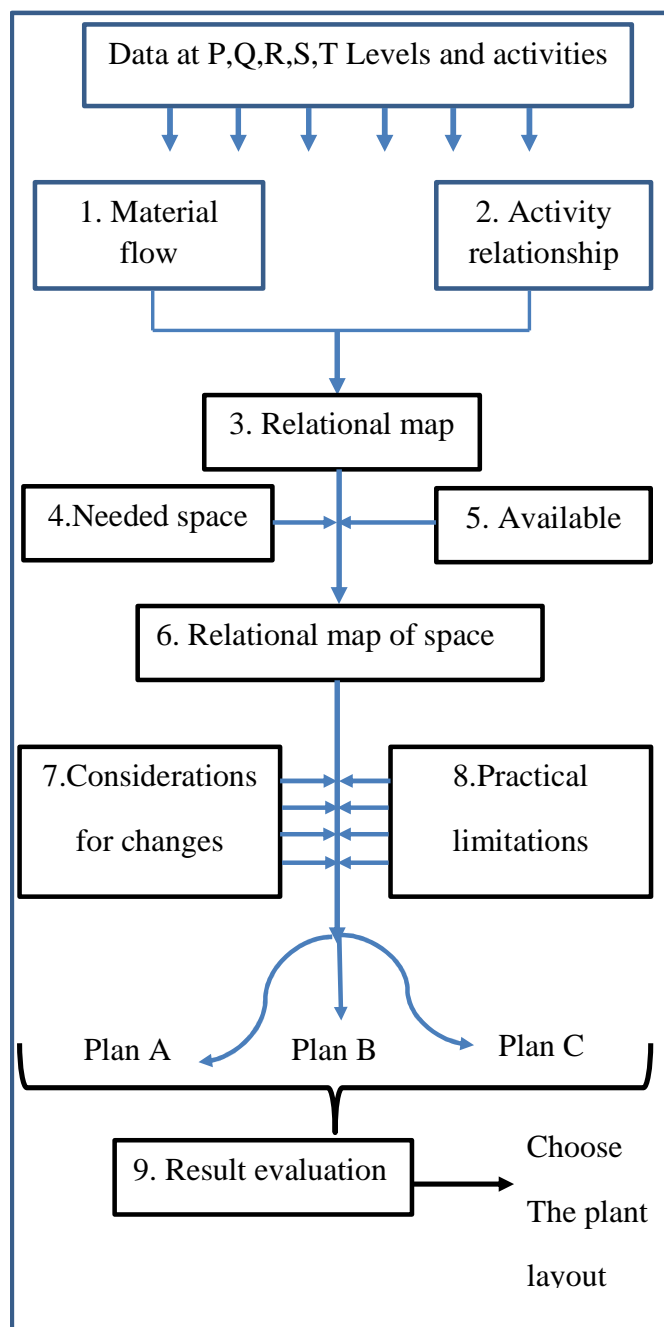 Data at P,Q,R,S,T Levels and activities
1. Material
flow
2. Activity
relationship
3. Relational map
4.Needed space
5. Available
6. Relational map of space
7.Considerations
for changes
8.Practical
limitations
Plan A
Plan B
Plan C
9. Result evaluation
Choose
The plant
layout